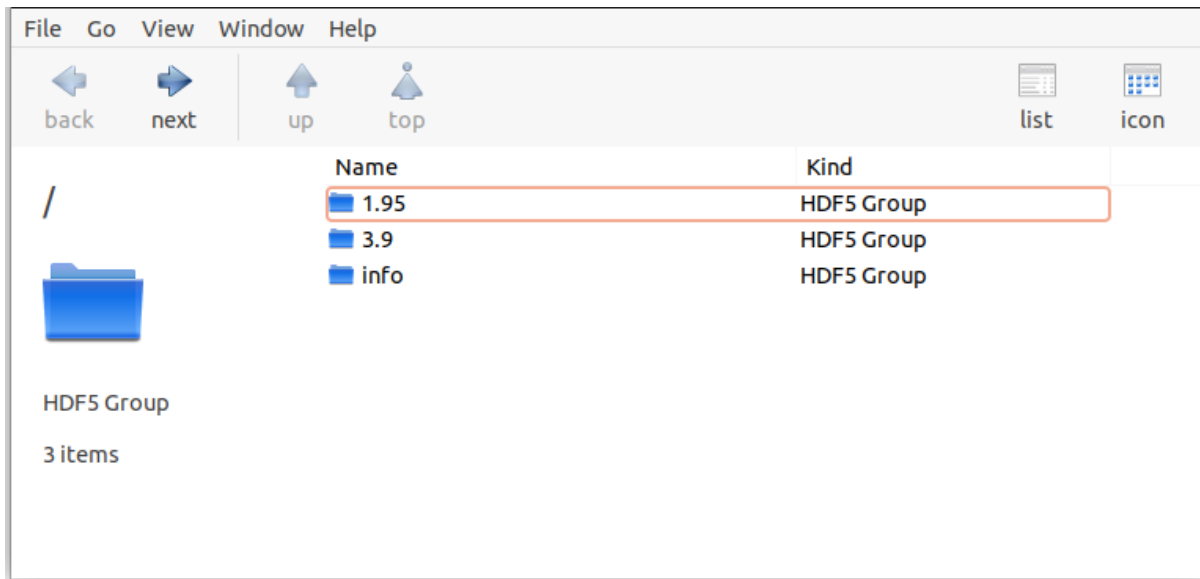 File Go View Window Help
back next up top list icon
Name Kind
/
1.95 HDF5 Group
3.9 HDF5 Group
info HDF5 Group
HDF5 Group
3 items